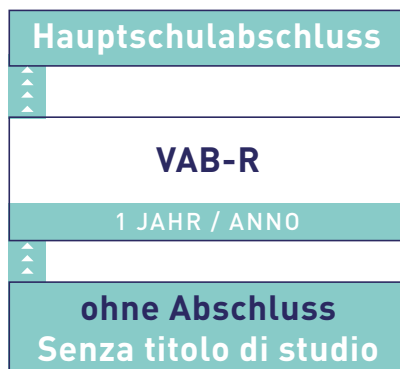 Hauptschulabschluss
VAB-R
1 JAHR / ANNO
ohne Abschluss
Senza titolo di studio